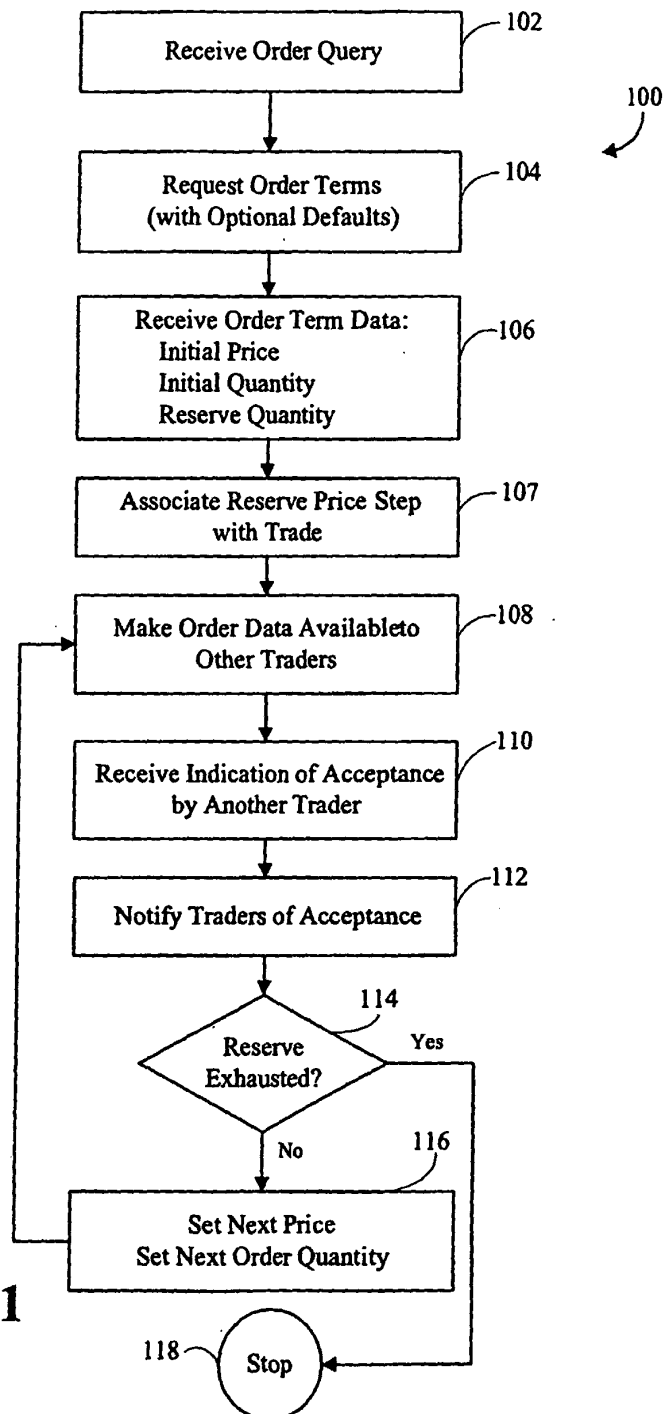 Receive Order Query
102
100
Request Order Terms
(with Optional Defaults)
104
Receive Order Term Data:
Initial Price
Initial Quantity
Reserve Quantity
106
Associate Reserve Price Step
with Trade
107
Make Order Data Availableto
Other Traders
108
Receive Indication of Acceptance
by Another Trader
110
Notify Traders of Acceptance
112
114
Reserve
Exhausted?
Yes
No
116
Set Next Price
Set Next Order Quantity
1
118
Stop